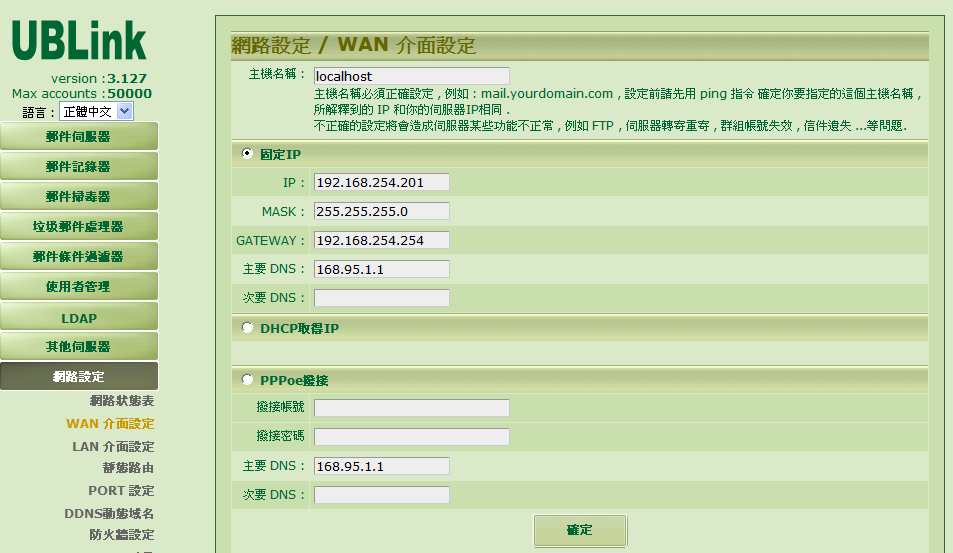 UBLink
version :3.127
Max accounts :50000
語言 : 正體中文
郵件伺服器
郵件記錄器
郵件掃毒器
垃圾郵件處理器
郵件條件過濾器
使用者管理
LDAP
其他伺服器
網路設定
網路狀態表
WAN 介面設定
LAN 介面設定
靜態路由
PORT 設定
DDNS動態域名
防火牆設定
網路設定 / WAN 介面設定
主機名稱 : localhost
主機名稱必須正確設定 , 例如 : mail.yourdomain.com , 設定前請先用 ping 指令 確定你要指定的這個主機名稱 ,
所解釋到的 IP 和你的伺服器IP相同 .
不正確的設定將會造成伺服器某些功能不正常 , 例如 FTP , 伺服器轉寄重寄 , 群組帳號失效 , 信件遺失 ...等問題.
固定IP
IP : 192.168.254.201
MASK : 255.255.255.0
GATEWAY : 192.168.254.254
主要 DNS : 168.95.1.1
次要 DNS :
DHCP取得IP
PPPoe撥接
撥接帳號
撥接密碼
主要 DNS : 168.95.1.1
次要 DNS :
確定